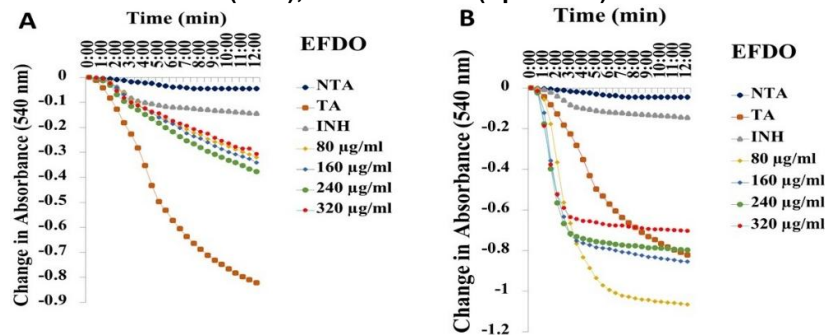 A
Time (min)
0:00
1:00
2:00
3:00
4:00
5:00
6:00
7:00
8:00
9:00
10:00
11:00
12:00
0
-0.1
-0.2
-0.3
-0.4
-0.5
-0.6
-0.7
-0.8
-0.9
Change in Absorbance (540 nm)
EFDO
NTA
TA
INH
80 µg/ml
160 µg/ml
240 µg/ml
320 µg/ml
B
Time (min)
0:00
1:00
2:00
3:00
4:00
5:00
6:00
7:00
8:00
9:00
10:00
11:00
12:00
0
-0.2
-0.4
-0.6
-0.8
-1
-1.2
Change in Absorbance (540 nm)
EFDO
NTA
TA
INH
80 µg/ml
160 µg/ml
240 µg/ml
320 µg/ml